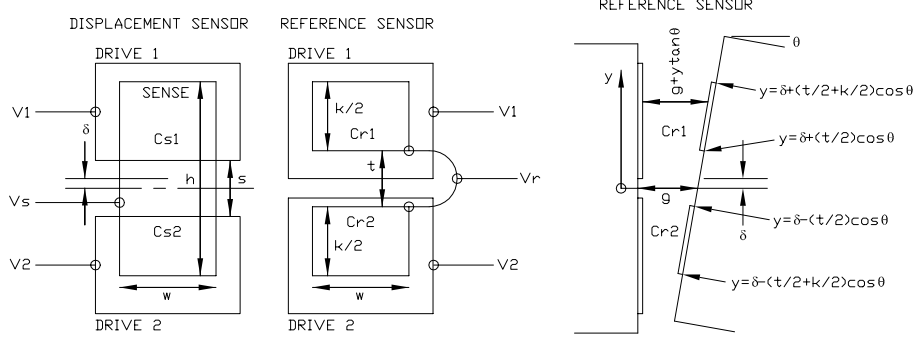 DISPLACEMENT SENSOR
REFERENCE SENSOR
REFERENCE SENSOR
DRIVE 1
DRIVE 1
SENSE
V1
δ
Cs1
h
s
Vs
Cs2
V2
w
DRIVE 2
k/2
Cr1
V1
t
Vr
Cr2
k/2
V2
w
DRIVE 2
θ
g+ytanθ
y
y=δ+(t/2+k/2)cosθ
Cr1
y=δ+(t/2)cosθ
g
Cr2
δ
y=δ-(t/2)cosθ
y=δ-(t/2+k/2)cosθ